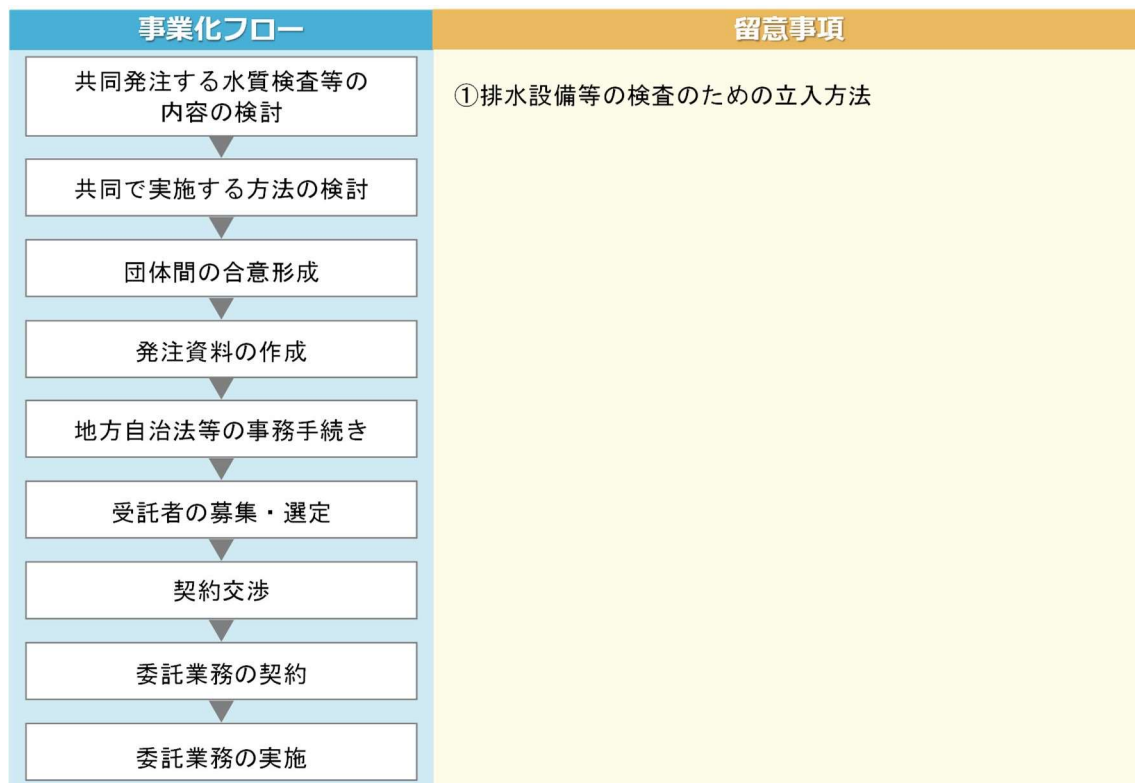 事業化フロー
留意事項
共同発注する水質検査等の
内容の検討
①排水設備等の検査のための立入方法
共同で実施する方法の検討
団体間の合意形成
発注資料の作成
地方自治法等の事務手続き
受託者の募集・選定
契約交渉
委託業務の契約
委託業務の実施